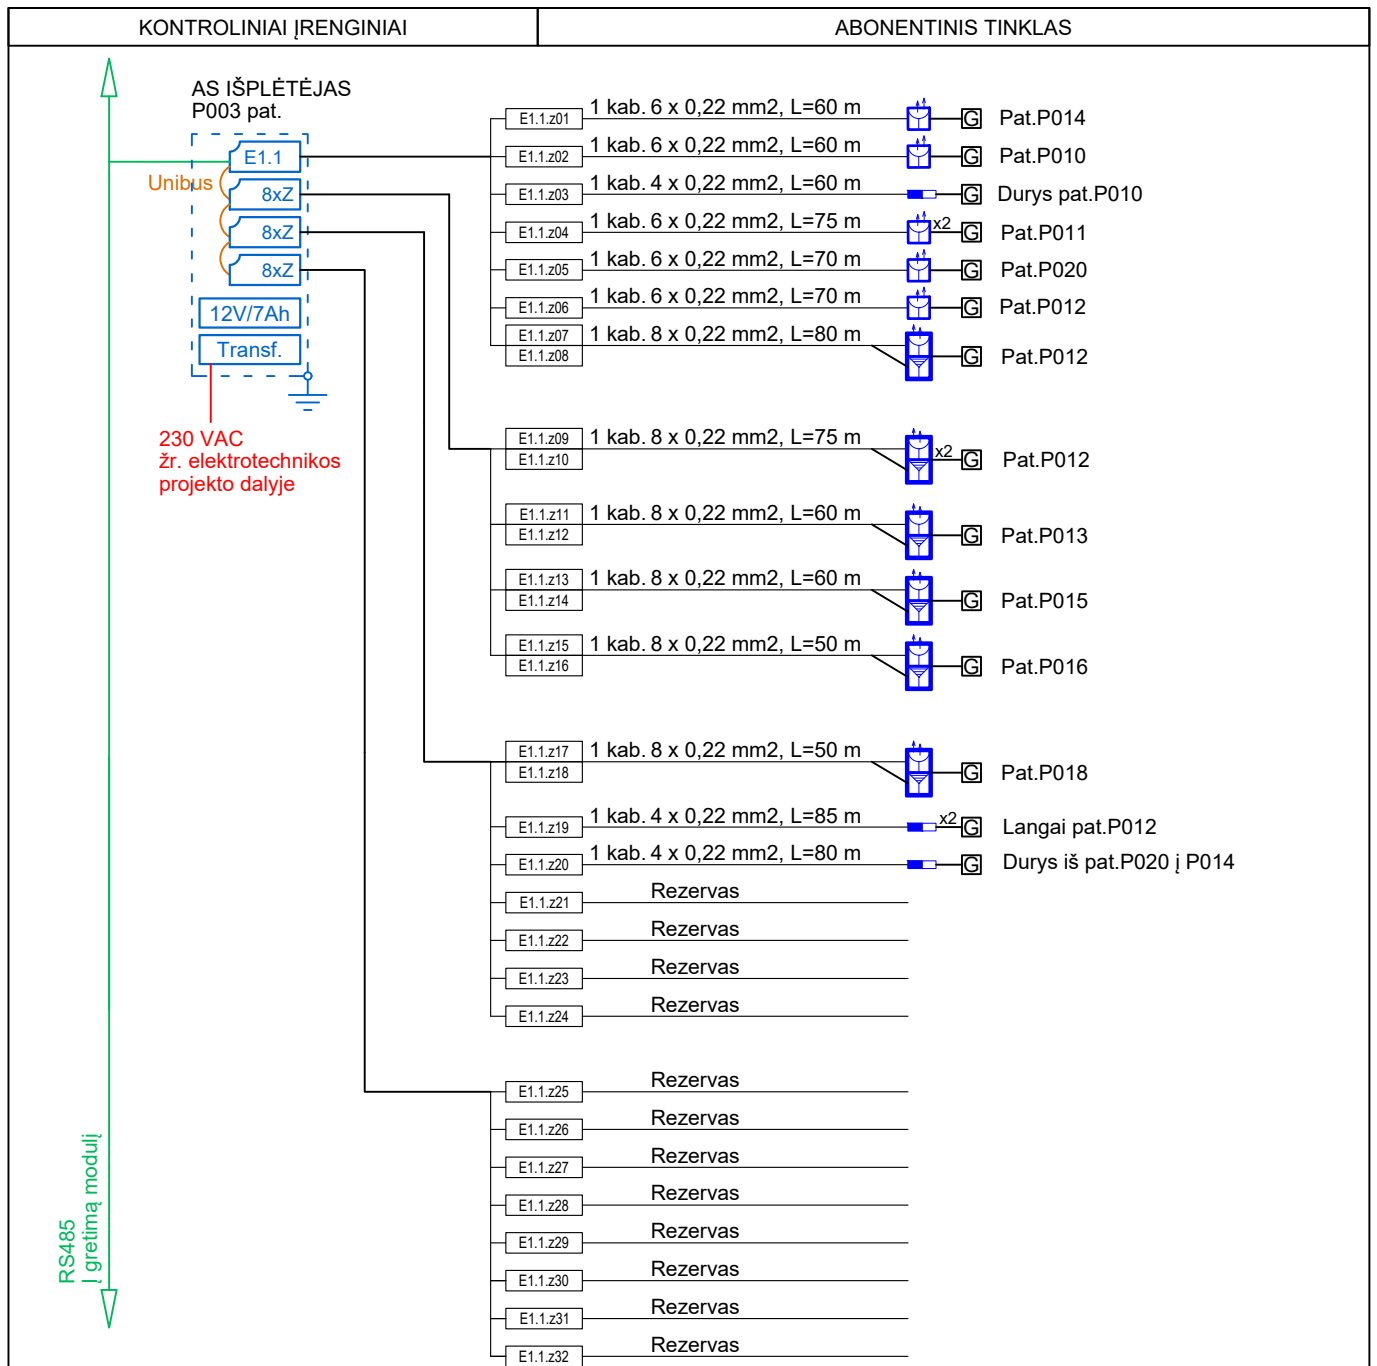 KONTROLINIAI ĮRENGINIAI
ABONENTINIS TINKLAS
AS IŠPLĖTĖJAS
P003 pat.
E1.1
Unibus
8xZ
8xZ
8xZ
12V/7Ah
Transf.
230 VAC
žr. elektrotechnikos
projekto dalyje
RS485
Į gretimą modulį
E1.1.z01 1 kab. 6 x 0,22 mm2, L=60 m G Pat.P014
E1.1.z02 1 kab. 6 x 0,22 mm2, L=60 m G Pat.P010
E1.1.z03 1 kab. 4 x 0,22 mm2, L=60 m G Durys pat.P010
E1.1.z04 1 kab. 6 x 0,22 mm2, L=75 m x2 G Pat.P011
E1.1.z05 1 kab. 6 x 0,22 mm2, L=70 m G Pat.P020
E1.1.z06 1 kab. 6 x 0,22 mm2, L=70 m G Pat.P012
E1.1.z07 1 kab. 8 x 0,22 mm2, L=80 m
E1.1.z08 G Pat.P012
E1.1.z09 1 kab. 8 x 0,22 mm2, L=75 m
E1.1.z10 x2 G Pat.P012
E1.1.z11 1 kab. 8 x 0,22 mm2, L=60 m
E1.1.z12 G Pat.P013
E1.1.z13 1 kab. 8 x 0,22 mm2, L=60 m
E1.1.z14 G Pat.P015
E1.1.z15 1 kab. 8 x 0,22 mm2, L=50 m
E1.1.z16 G Pat.P016
E1.1.z17 1 kab. 8 x 0,22 mm2, L=50 m
E1.1.z18 G Pat.P018
E1.1.z19 1 kab. 4 x 0,22 mm2, L=85 m x2 G Langai pat.P012
E1.1.z20 1 kab. 4 x 0,22 mm2, L=80 m G Durys iš pat.P020 į P014
E1.1.z21 Rezervas
E1.1.z22 Rezervas
E1.1.z23 Rezervas
E1.1.z24 Rezervas
E1.1.z25 Rezervas
E1.1.z26 Rezervas
E1.1.z27 Rezervas
E1.1.z28 Rezervas
E1.1.z29 Rezervas
E1.1.z30 Rezervas
E1.1.z31 Rezervas
E1.1.z32 Rezervas